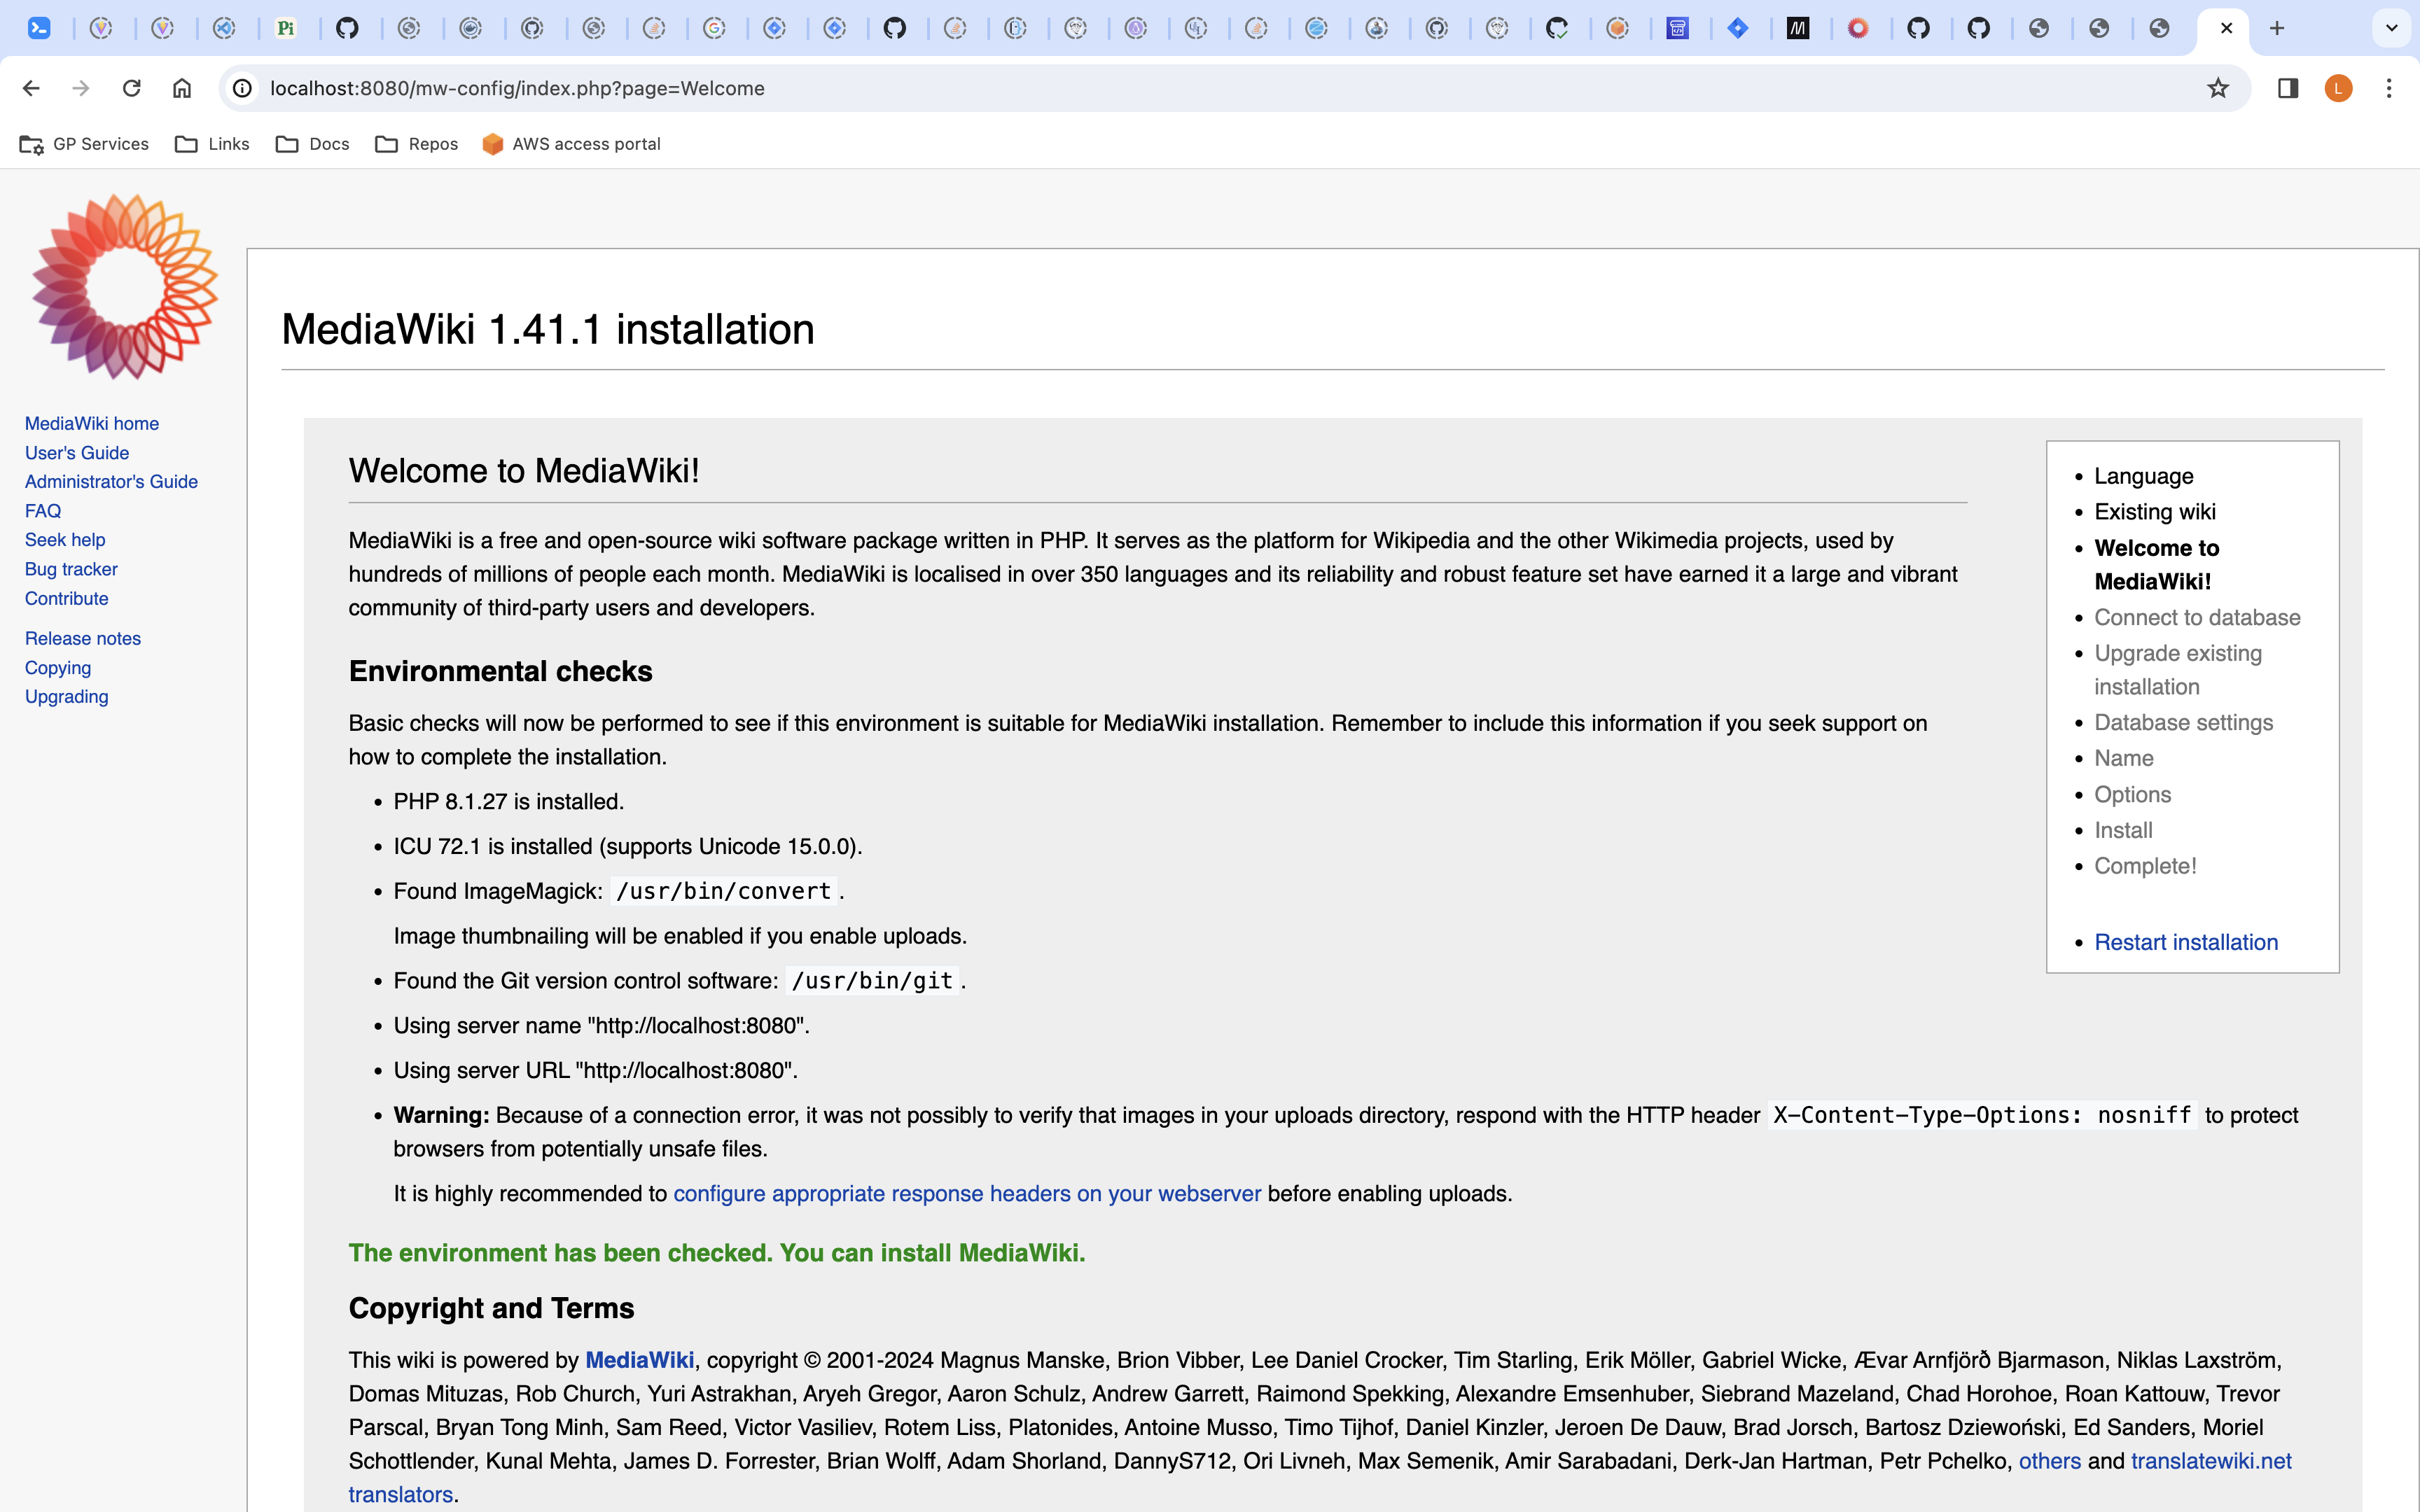 localhost:8080/mw-config/index.php?page=Welcome
L
GP Services
Links
Docs
Repos
AWS access portal
MediaWiki home
User's Guide
Administrator's Guide
FAQ
Seek help
Bug tracker
Contribute
Release notes
Copying
Upgrading
MediaWiki 1.41.1 installation
Welcome to MediaWiki!
MediaWiki is a free and open-source wiki software package written in PHP. It serves as the platform for Wikipedia and the other Wikimedia projects, used by
hundreds of millions of people each month. MediaWiki is localised in over 350 languages and its reliability and robust feature set have earned it a large and vibrant
community of third-party users and developers.
Environmental checks
Basic checks will now be performed to see if this environment is suitable for MediaWiki installation. Remember to include this information if you seek support on
how to complete the installation.
• PHP 8.1.27 is installed.
• ICU 72.1 is installed (supports Unicode 15.0.0).
• Found ImageMagick: /usr/bin/convert.
Image thumbnailing will be enabled if you enable uploads.
• Found the Git version control software: /usr/bin/git.
• Using server name "http://localhost:8080".
• Using server URL "http://localhost:8080".
• Warning: Because of a connection error, it was not possibly to verify that images in your uploads directory, respond with the HTTP header X-Content-Type-Options: nosniff to protect
browsers from potentially unsafe files.
It is highly recommended to configure appropriate response headers on your webserver before enabling uploads.
The environment has been checked. You can install MediaWiki.
Copyright and Terms
This wiki is powered by MediaWiki, copyright © 2001-2024 Magnus Manske, Brion Vibber, Lee Daniel Crocker, Tim Starling, Erik Möller, Gabriel Wicke, Ævar Arnfjörð Bjarmason, Niklas Laxström,
Domas Mituzas, Rob Church, Yuri Astrakhan, Aryeh Gregor, Aaron Schulz, Andrew Garrett, Raimond Spekking, Alexandre Emsenhuber, Siebrand Mazeland, Chad Horohoe, Roan Kattouw, Trevor
Parscal, Bryan Tong Minh, Sam Reed, Victor Vasiliev, Rotem Liss, Platonides, Antoine Musso, Timo Tijhof, Daniel Kinzler, Jeroen De Dauw, Brad Jorsch, Bartosz Dziewoński, Ed Sanders, Moriel
Schottlender, Kunal Mehta, James D. Forrester, Brian Wolff, Adam Shorland, DannyS712, Ori Livneh, Max Semenik, Amir Sarabadani, Derk-Jan Hartman, Petr Pchelko, others and translatewiki.net
translators.
• Language
• Existing wiki
• Welcome to
MediaWiki!
• Connect to database
• Upgrade existing
installation
• Database settings
• Name
• Options
• Install
• Complete!
• Restart installation